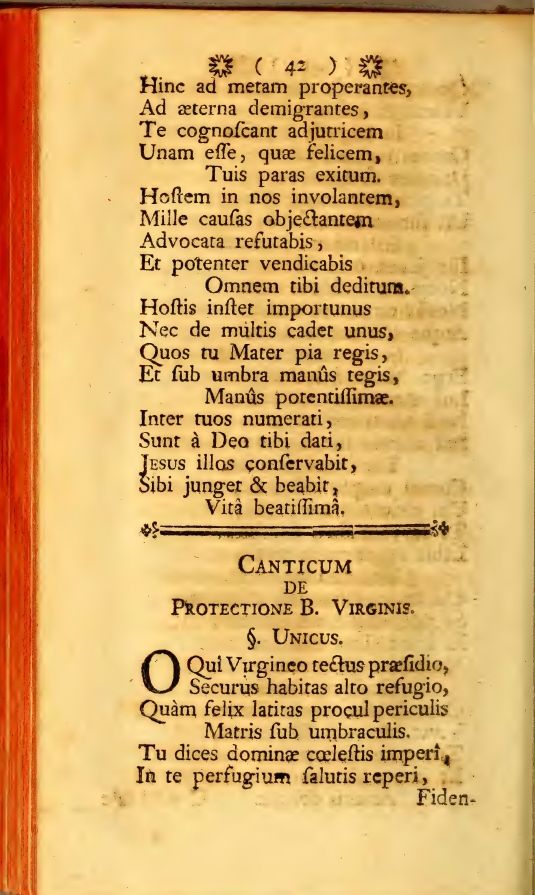 ( 42 )
Hinc ad metam properantes,
Ad æterna demigrantes,
Te cognoſcant adjutricem
Unam eſſe, quæ felicem,
Tuis paras exitum.
Hoſtem in nos involantem,
Mille cauſas objectantem
Advocata refutabis,
Et potenter vendicabis
Omnem tibi deditum.
Hoſtis inſtet importunus
Nec de multis cadet unus,
Quos tu Mater pia regis,
Et ſub umbra manûs tegis,
Manûs potentiſſimæ.
Inter tuos numerati,
Sunt à Deo tibi dati,
JESUS illos conſervabit,
Sibi junget & beabit,
Vitâ beatiſſimâ.
CANTICUM
DE
PROTECTIONE B. VIRGINIS.
§. UNICUS.
O Qui Virgineo tectus præſidio,
Securus habitas alto refugio,
Quàm felix latitas procul periculis
Matris ſub umbraculis.
Tu dices dominæ cœleſtis imperî,
In te perfugium ſalutis reperi,
Fiden-